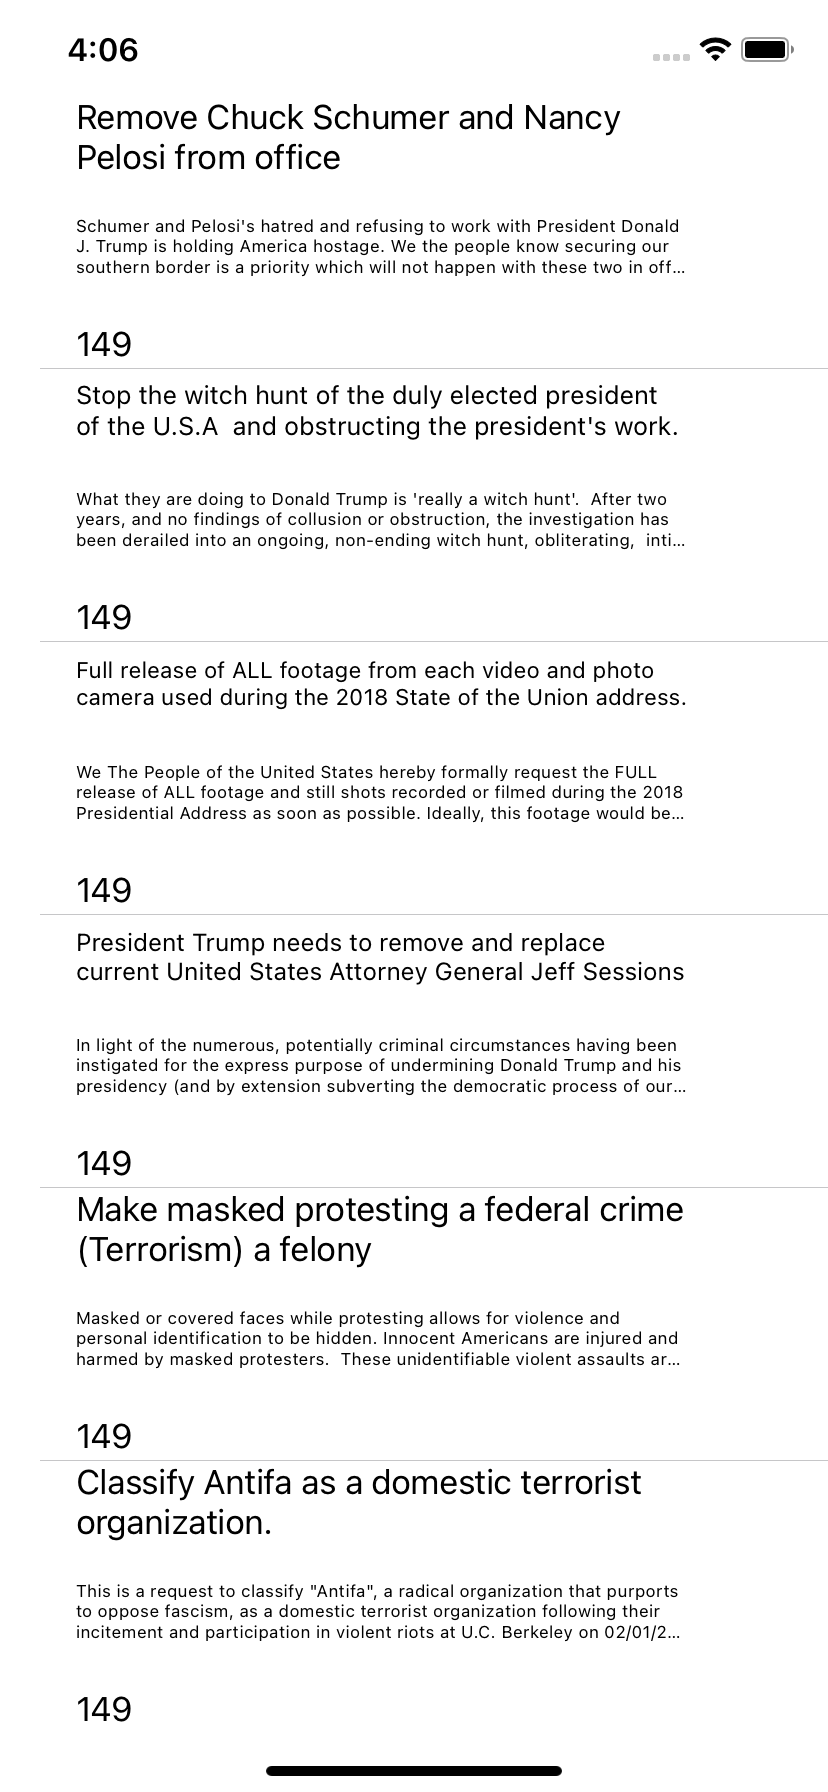 4:06
Remove Chuck Schumer and Nancy
Pelosi from office
Schumer and Pelosi's hatred and refusing to work with President Donald
J. Trump is holding America hostage. We the people know securing our
southern border is a priority which will not happen with these two in off...
149
Stop the witch hunt of the duly elected president
of the U.S.A  and obstructing the president's work.
What they are doing to Donald Trump is 'really a witch hunt'.  After two
years, and no findings of collusion or obstruction, the investigation has
been derailed into an ongoing, non-ending witch hunt, obliterating,  inti...
149
Full release of ALL footage from each video and photo
camera used during the 2018 State of the Union address.
We The People of the United States hereby formally request the FULL
release of ALL footage and still shots recorded or filmed during the 2018
Presidential Address as soon as possible. Ideally, this footage would be...
149
President Trump needs to remove and replace
current United States Attorney General Jeff Sessions
In light of the numerous, potentially criminal circumstances having been
instigated for the express purpose of undermining Donald Trump and his
presidency (and by extension subverting the democratic process of our...
149
Make masked protesting a federal crime
(Terrorism) a felony
Masked or covered faces while protesting allows for violence and
personal identification to be hidden. Innocent Americans are injured and
harmed by masked protesters.  These unidentifiable violent assaults ar...
149
Classify Antifa as a domestic terrorist
organization.
This is a request to classify "Antifa", a radical organization that purports
to oppose fascism, as a domestic terrorist organization following their
incitement and participation in violent riots at U.C. Berkeley on 02/01/2...
149